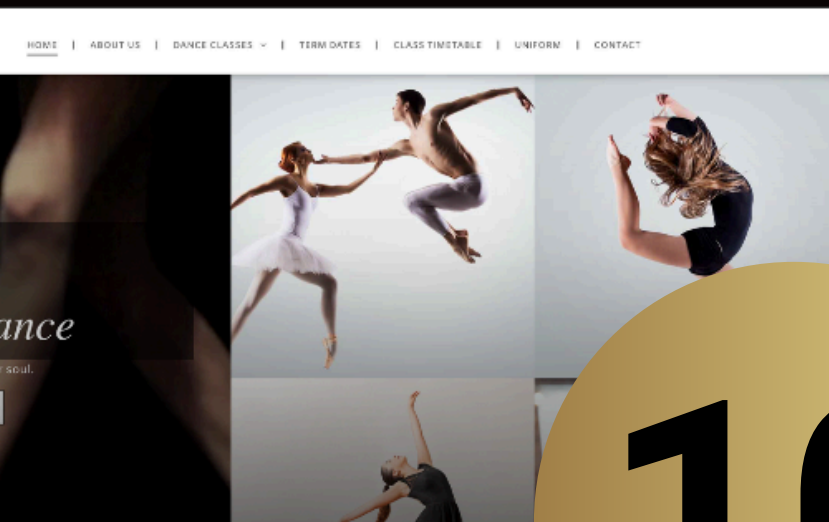 HOME | ABOUT US | DANCE CLASSES | TERM DATES | CLASS TIMETABLE | UNIFORM | CONTACT
ance
soul.
1